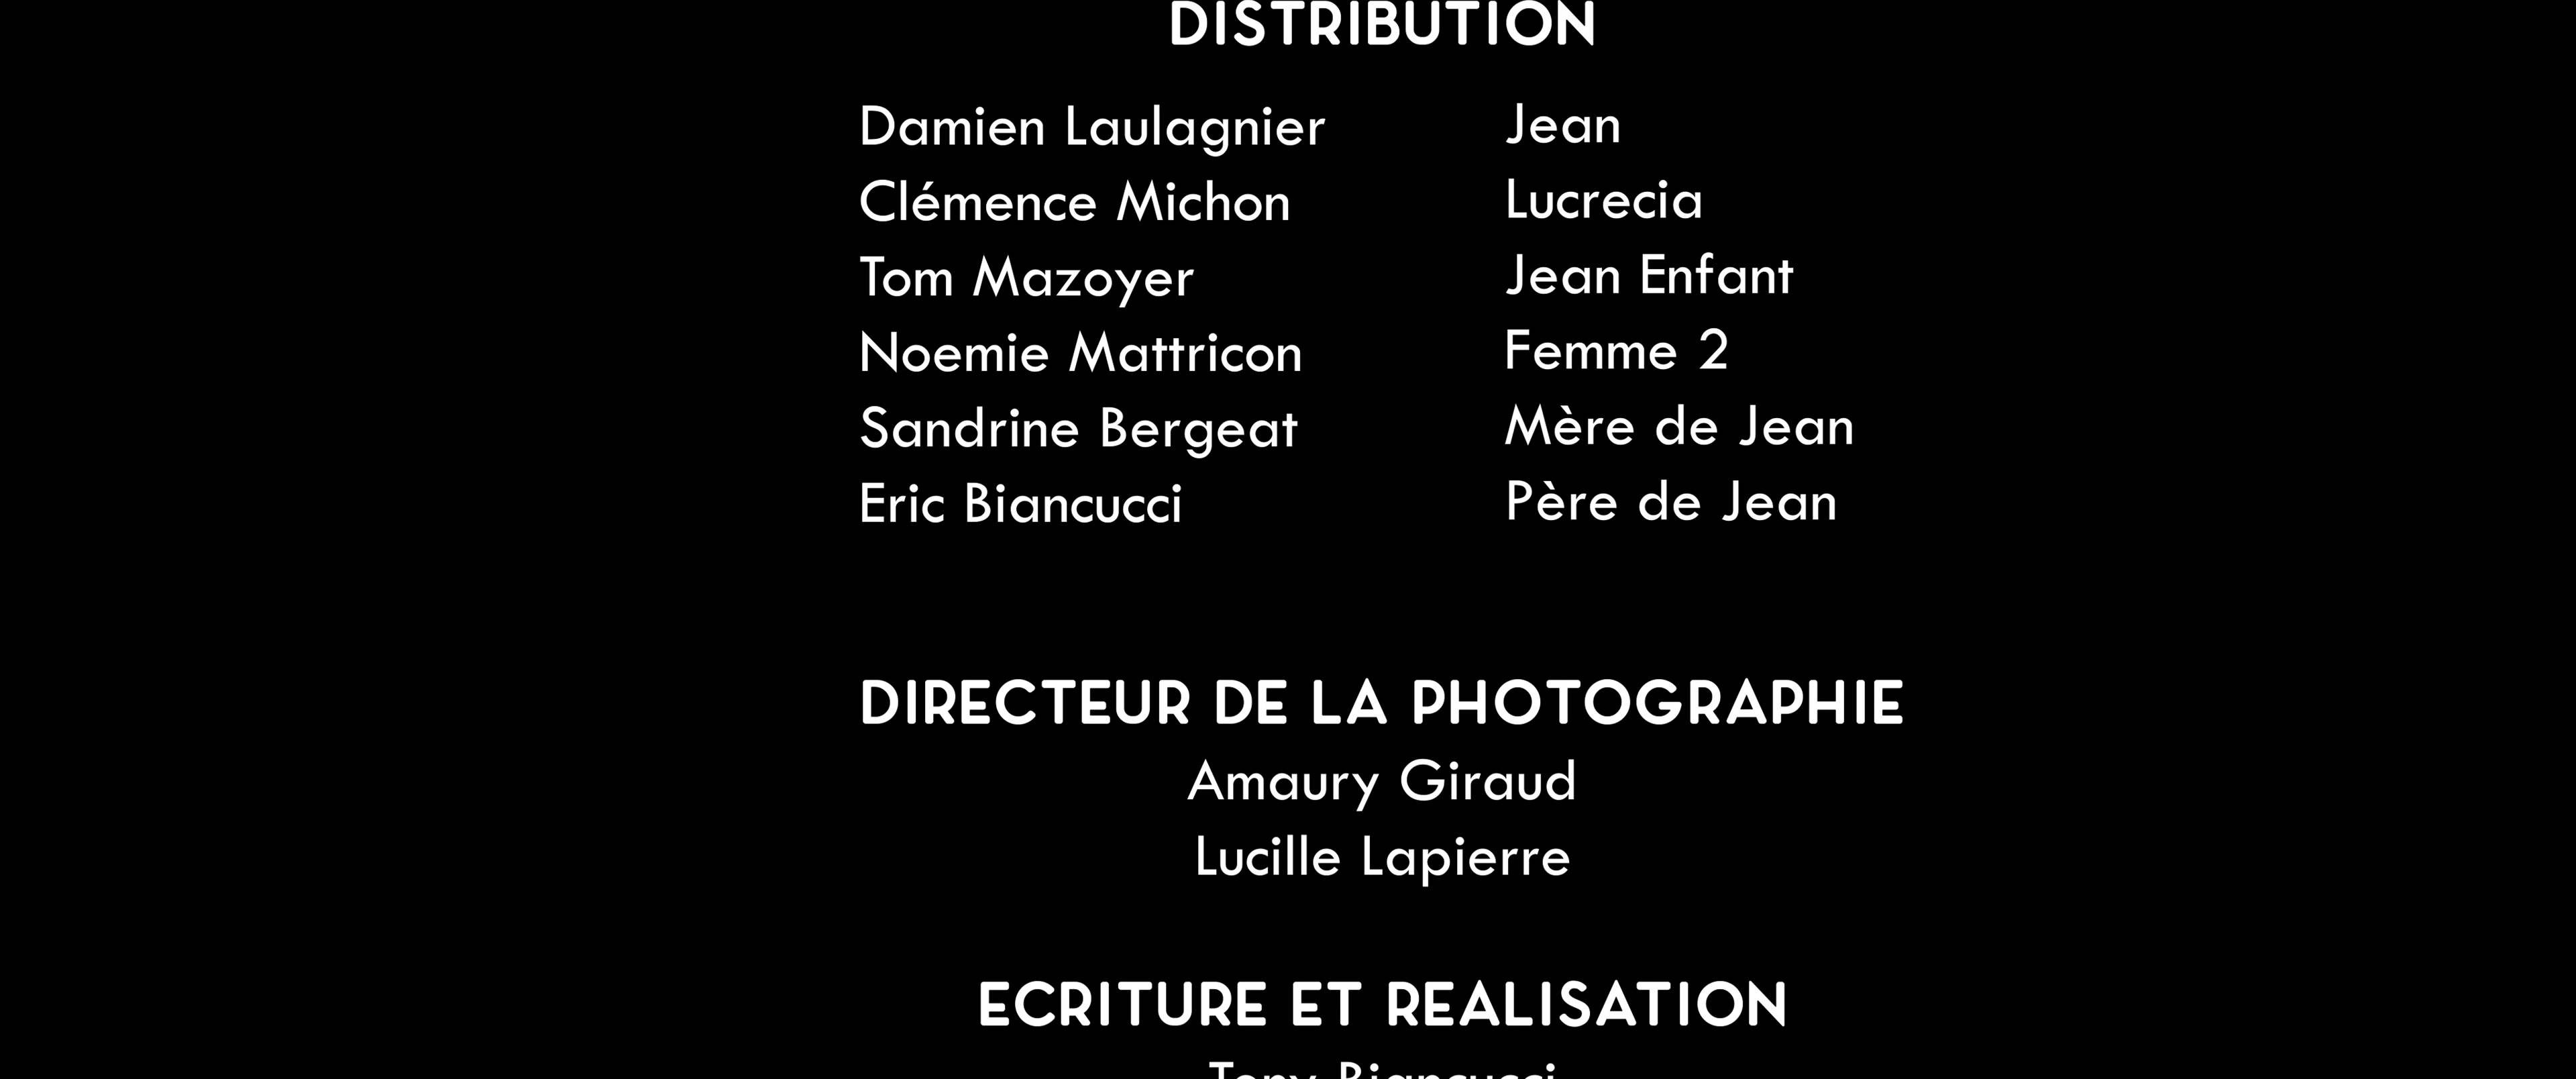 DISTRIBUTION
Damien Laulagnier Jean
Clémence Michon Lucrecia
Tom Mazoyer Jean Enfant
Noemie Mattricon Femme 2
Sandrine Bergeat Mère de Jean
Eric Biancucci Père de Jean
DIRECTEUR DE LA PHOTOGRAPHIE
Amaury Giraud
Lucille Lapierre
ECRITURE ET REALISATION
Tony Biancucci